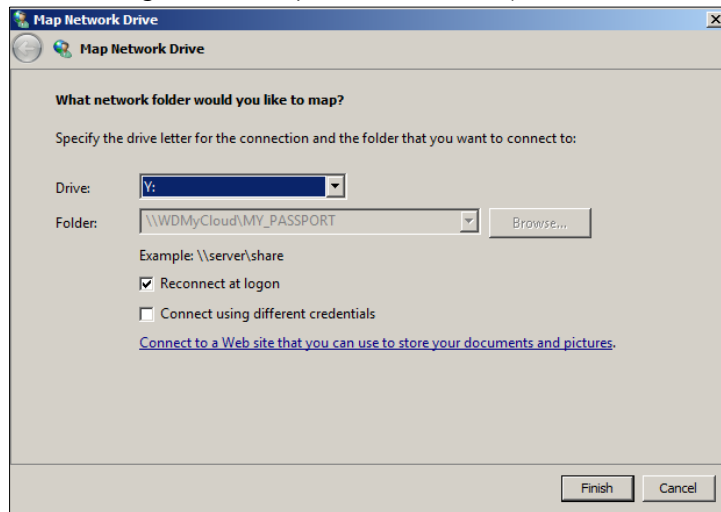 Map Network Drive
Map Network Drive
What network folder would you like to map?
Specify the drive letter for the connection and the folder that you want to connect to:
Drive: Y:
Folder: \\WDMyCloud\MY_PASSPORT Browse...
Example: \\server\share
Reconnect at logon
Connect using different credentials
Connect to a Web site that you can use to store your documents and pictures.
Finish Cancel